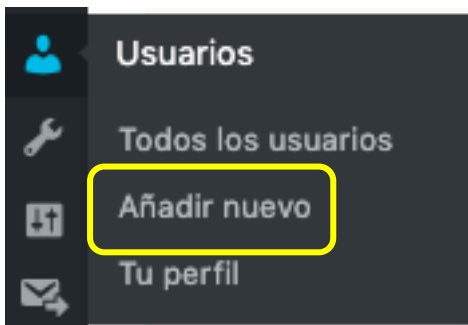 Usuarios
Todos los usuarios
Añadir nuevo
Tu perfil